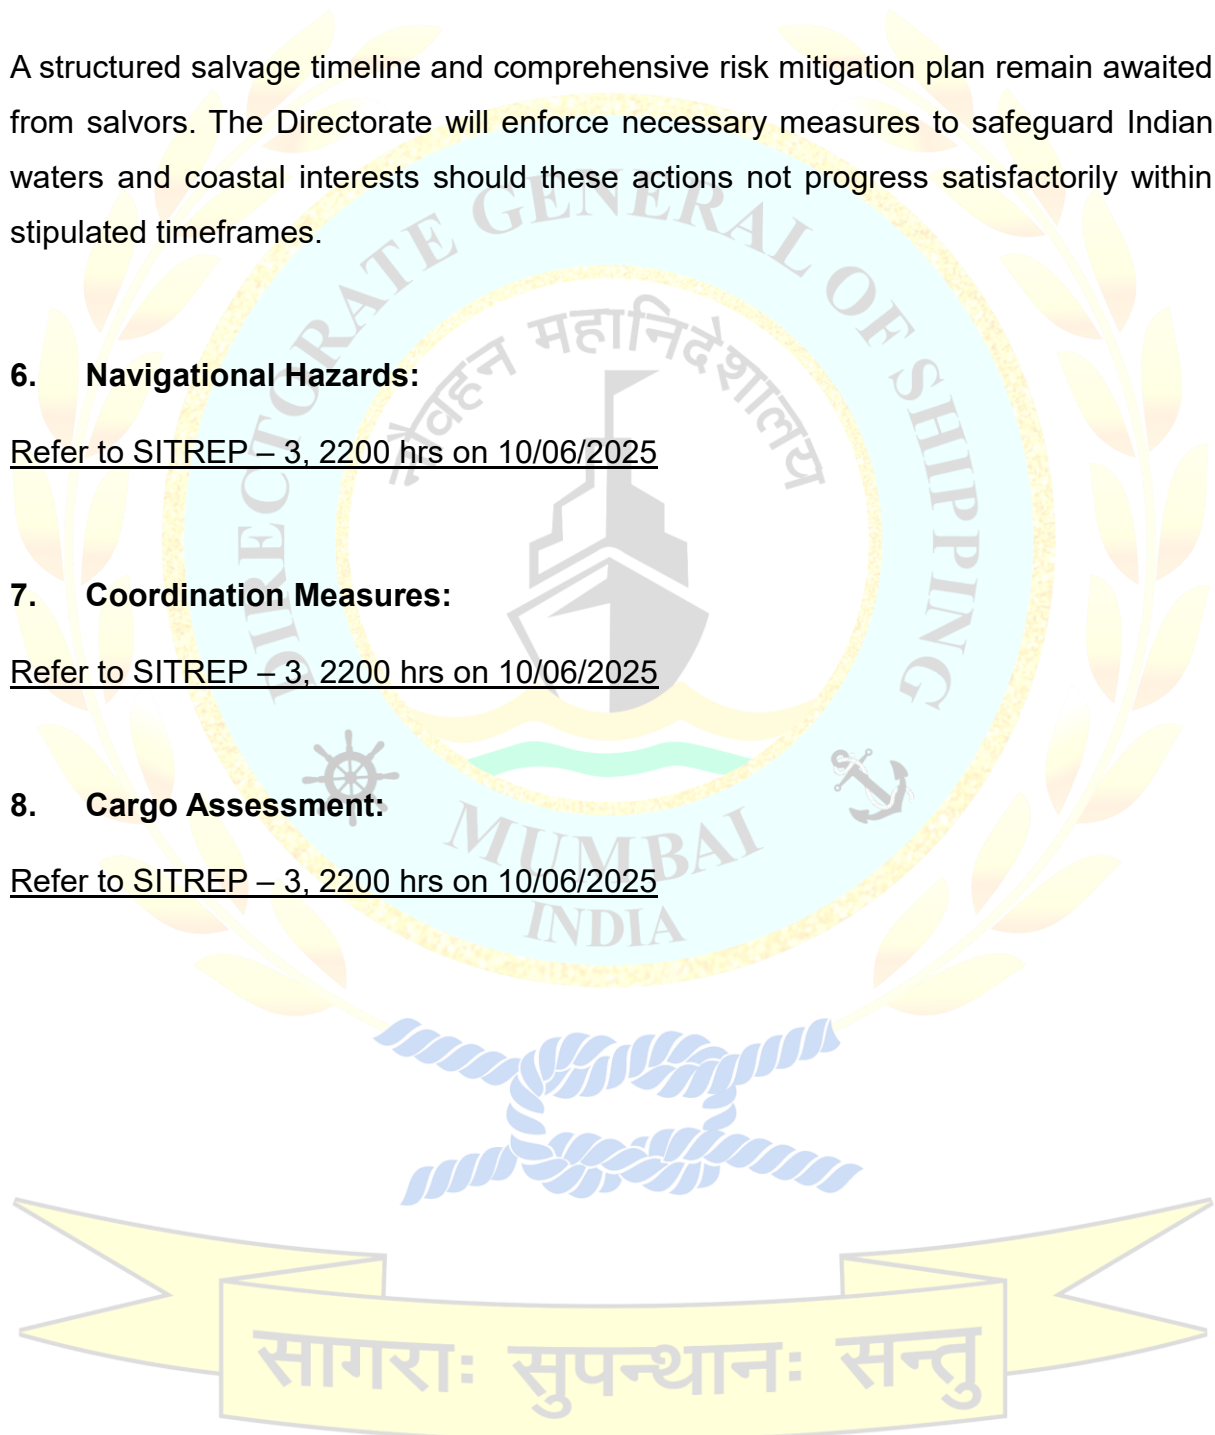 A structured salvage timeline and comprehensive risk mitigation plan remain awaited
from salvors. The Directorate will enforce necessary measures to safeguard Indian
waters and coastal interests should these actions not progress satisfactorily within
stipulated timeframes.
6. Navigational Hazards:
Refer to SITREP – 3, 2200 hrs on 10/06/2025
7. Coordination Measures:
Refer to SITREP – 3, 2200 hrs on 10/06/2025
8. Cargo Assessment:
Refer to SITREP – 3, 2200 hrs on 10/06/2025
DIRECTORATE GENERAL OF SHIPPING
नौवहन महानिदेशालय
MUMBAI
INDIA
सागराः सुपन्थानः सन्तु